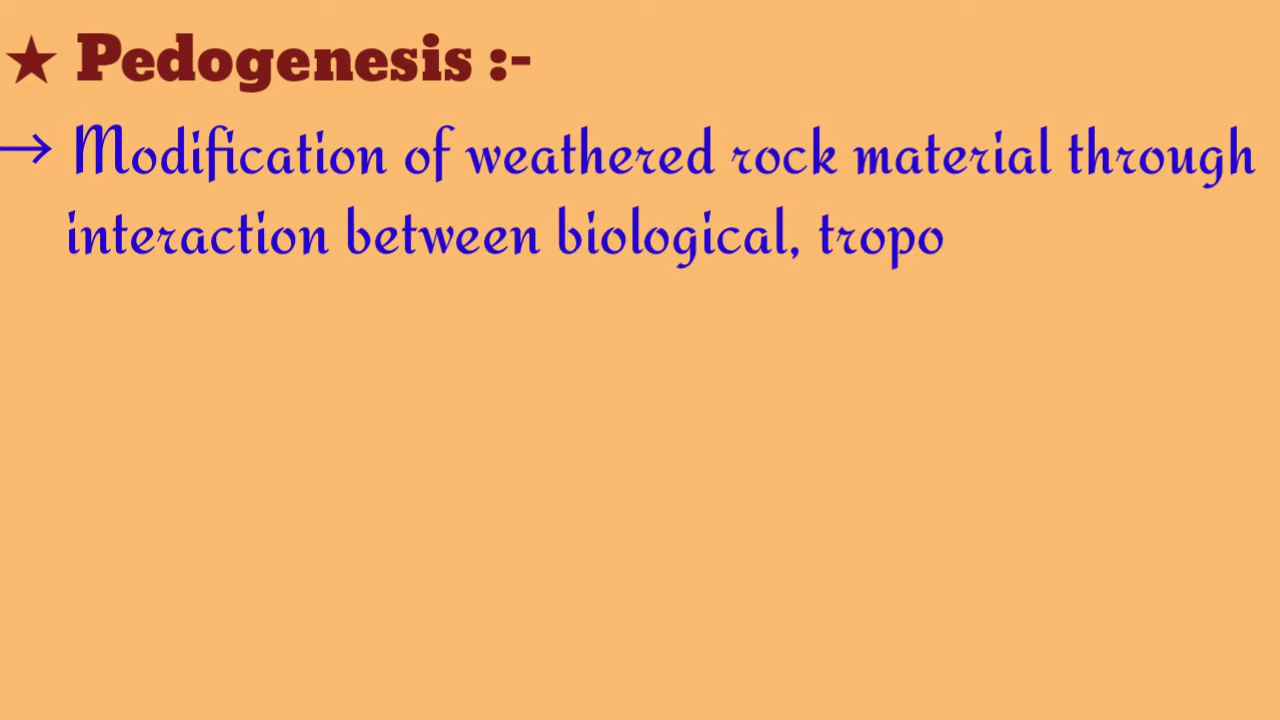 ★ Pedogenesis :-
→ Modification of weathered rock material through
interaction between biological, tropo